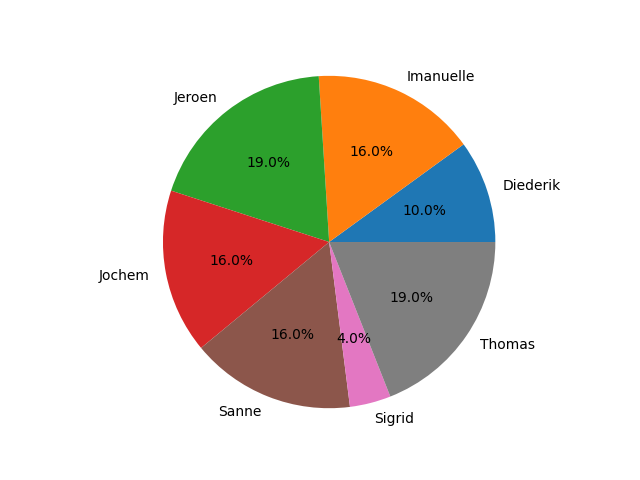 Imanuelle
Jeroen
16.0%
19.0%
Diederik
10.0%
16.0%
Jochem
19.0%
16.0%
4.0%
Thomas
Sanne
Sigrid